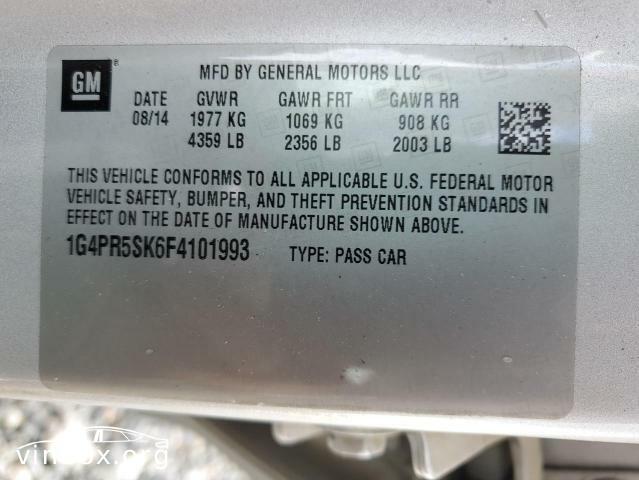 GM ®
MFD BY GENERAL MOTORS LLC
DATE GVWR GAWR FRT GAWR RR
08/14 1977 KG 1069 KG 908 KG
4359 LB 2356 LB 2003 LB
THIS VEHICLE CONFORMS TO ALL APPLICABLE U.S. FEDERAL MOTOR
VEHICLE SAFETY, BUMPER, AND THEFT PREVENTION STANDARDS IN
EFFECT ON THE DATE OF MANUFACTURE SHOWN ABOVE.
1G4PR5SK6F4101993 TYPE: PASS CAR